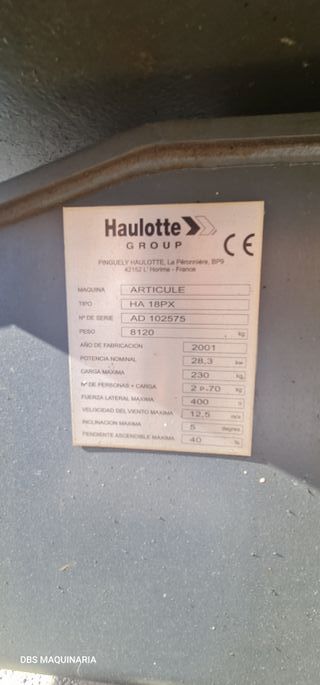 Haulotte
GROUP
CE
PINGUELY HAULOTTE, La Péronnière, BP9
42152 L' Horme - France
MAQUINA ARTICULE
TIPO HA 18PX
Nº DE SERIE AD 102575
PESO 8120 kg
AÑO DE FABRICACION 2001
POTENCIA NOMINAL 28,3 kw
CARGA MAXIMA 230 kg
Nº DE PERSONAS + CARGA 2 P-70 kg
FUERZA LATERAL MAXIMA 400 n
VELOCIDAD DEL VIENTO MAXIMA 12,5 m/s
INCLINACION MAXIMA 5 degres
PENDIENTE ASCENDIBLE MAXIMA 40 %
DBS MAQUINARIA